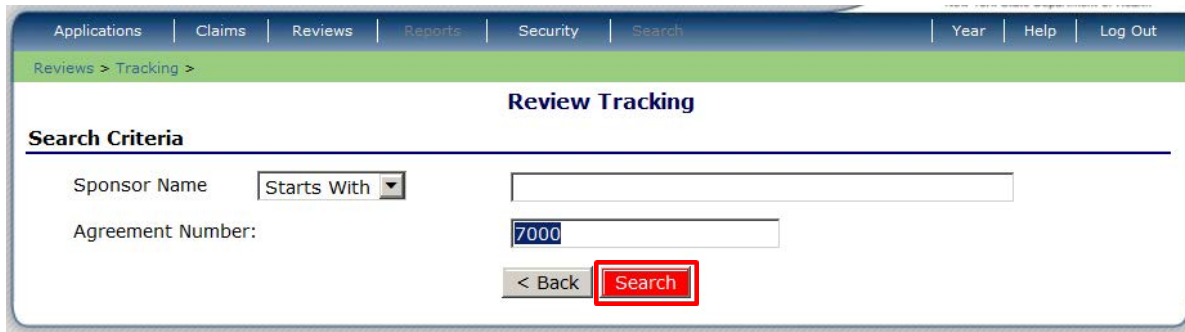 Applications Claims Reviews Reports Security Search Year Help Log Out
Reviews > Tracking >
Review Tracking
Search Criteria
Sponsor Name Starts With
Agreement Number: 7000
< Back Search